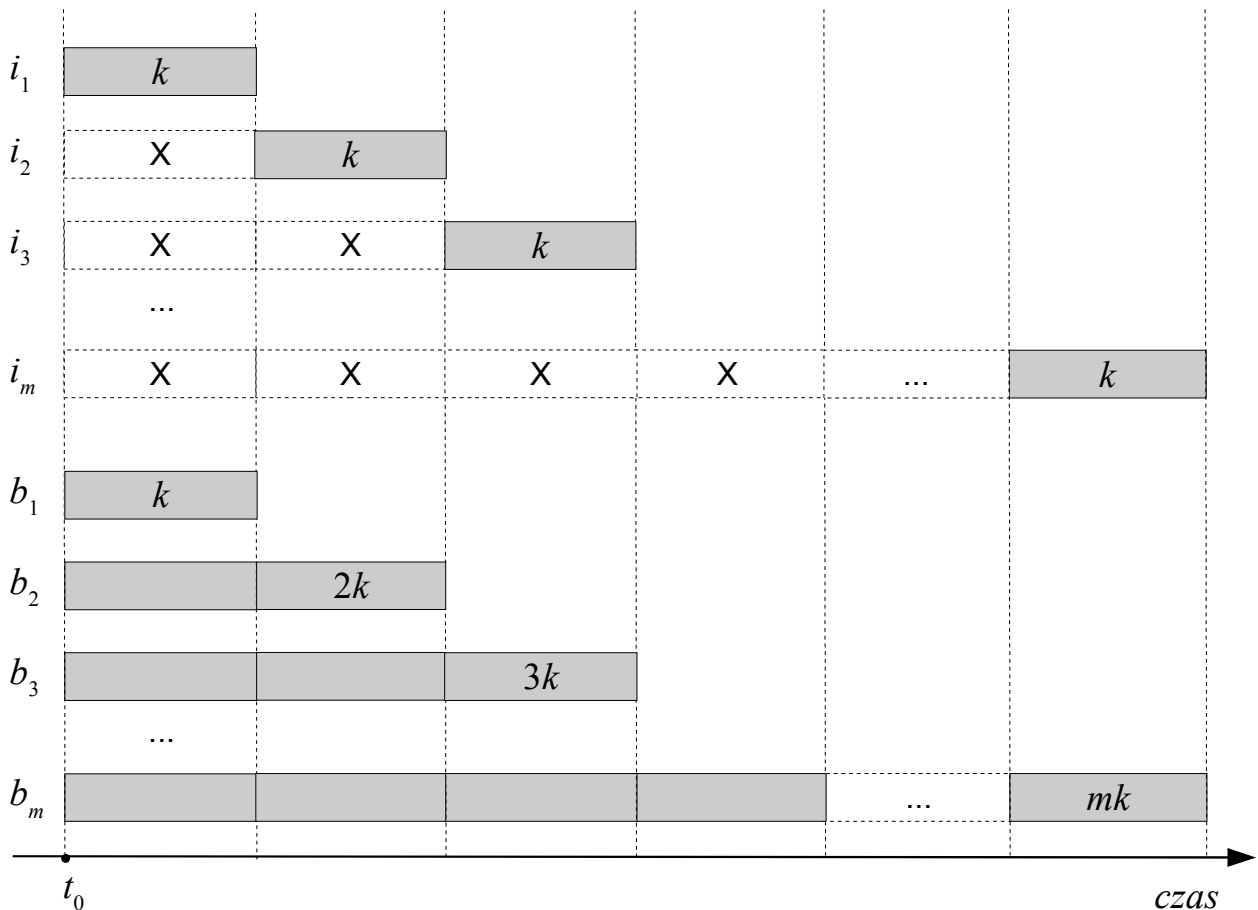 i₁ k
i₂ X k
i₃ X X k
...
iₘ X X X X ... k
b₁ k
b₂ 2k
b₃ 3k
...
bₘ ... mk
t₀ czas